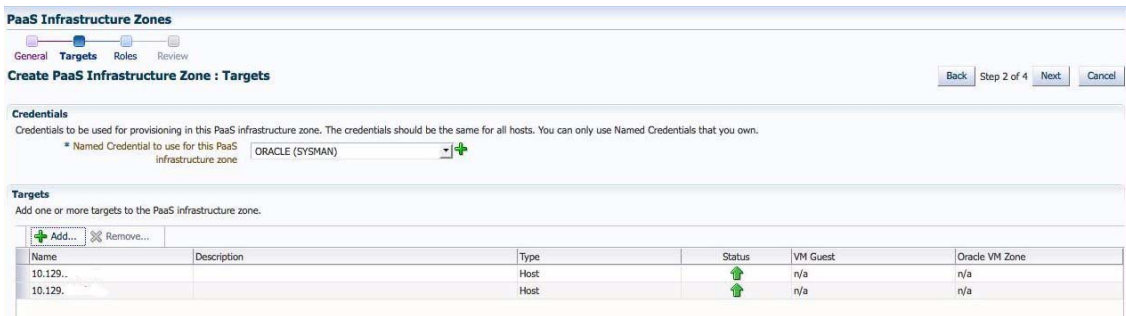 PaaS Infrastructure Zones
General Targets Roles Review
Create PaaS Infrastructure Zone : Targets
Back Step 2 of 4 Next Cancel
Credentials
Credentials to be used for provisioning in this PaaS infrastructure zone. The credentials should be the same for all hosts. You can only use Named Credentials that you own.
* Named Credential to use for this PaaS
infrastructure zone
ORACLE (SYSMAN)
Targets
Add one or more targets to the PaaS infrastructure zone.
Add... Remove...
Name Description Type Status VM Guest Oracle VM Zone
10.129.. Host n/a n/a
10.129. Host n/a n/a